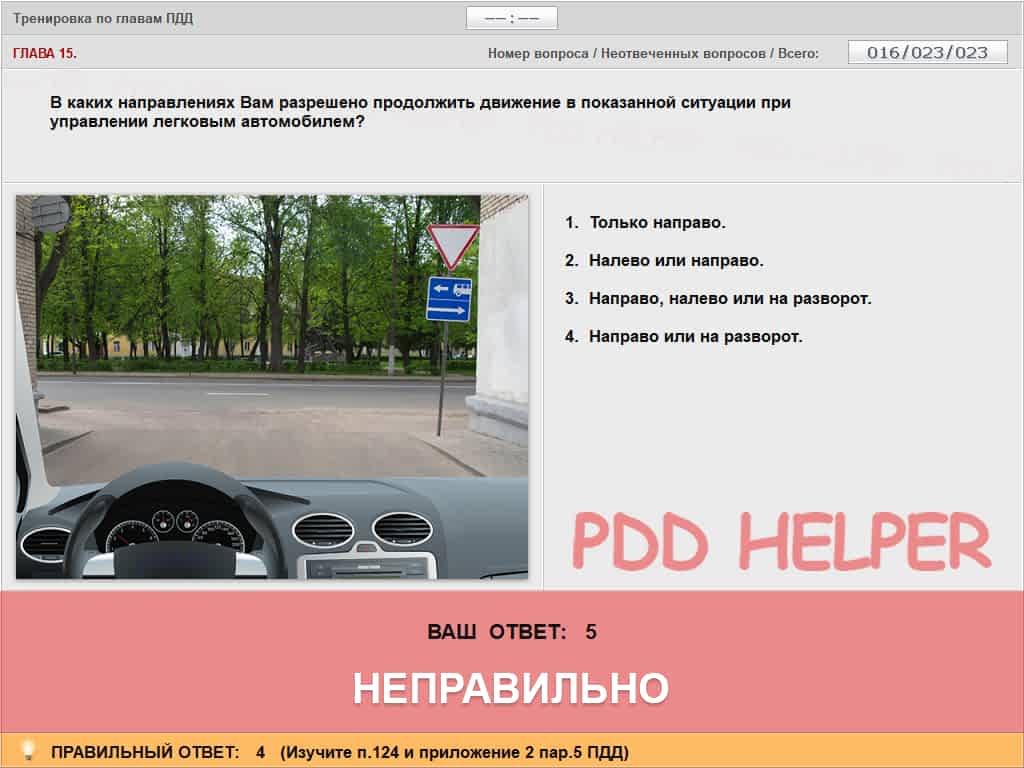 Тренировка по главам ПДД
−− : −−
ГЛАВА 15.
Номер вопроса / Неотвеченных вопросов / Всего:
016/023/023
В каких направлениях Вам разрешено продолжить движение в показанной ситуации при
управлении легковым автомобилем?
1. Только направо.
2. Налево или направо.
3. Направо, налево или на разворот.
4. Направо или на разворот.
PDD HELPER
ВАШ ОТВЕТ: 5
НЕПРАВИЛЬНО
ПРАВИЛЬНЫЙ ОТВЕТ: 4 (Изучите п.124 и приложение 2 пар.5 ПДД)